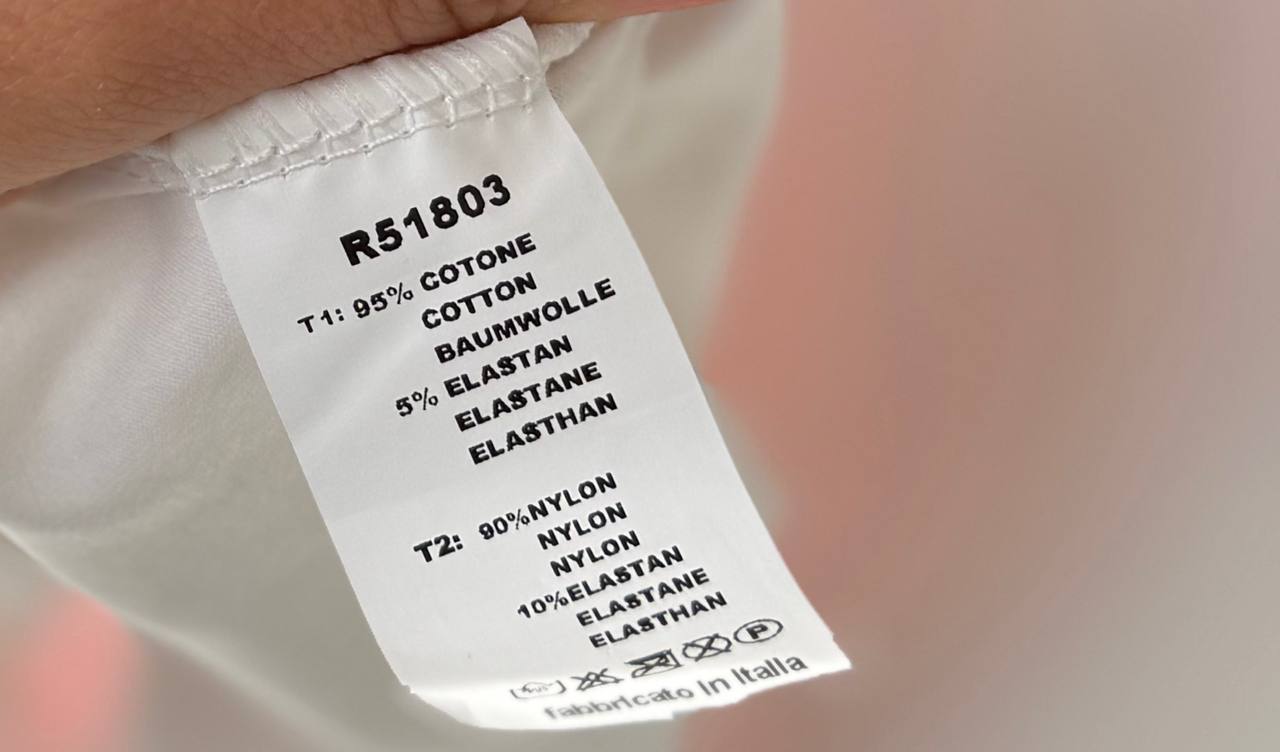 R51803
T1: 95% COTONE
COTTON
BAUMWOLLE
5% ELASTAN
ELASTANE
ELASTHAN
T2: 90%NYLON
NYLON
NYLON
10%ELASTAN
ELASTANE
ELASTHAN
P
fabbricato in Italia